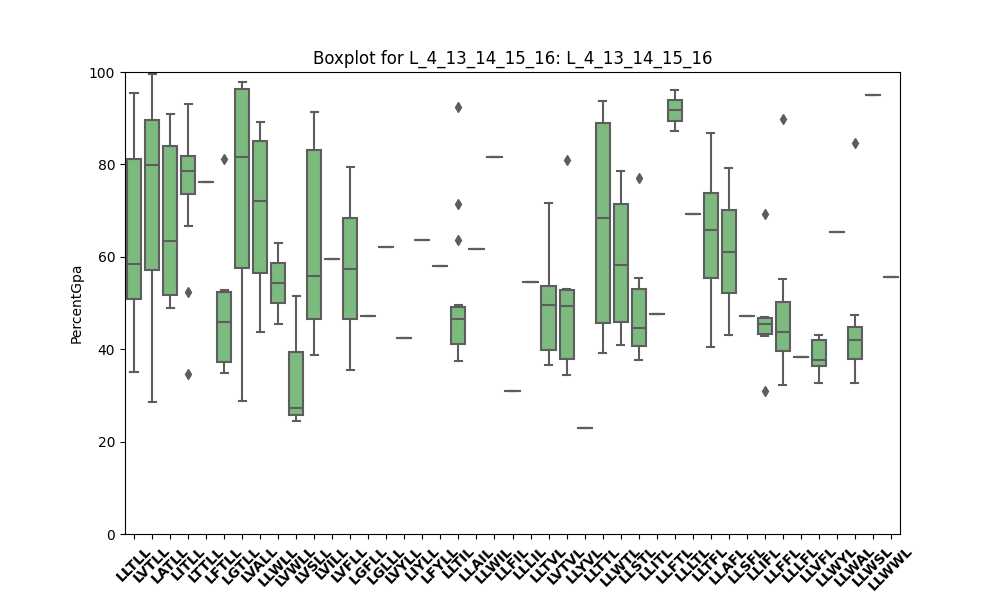 Boxplot for L_4_13_14_15_16: L_4_13_14_15_16
PercentGpa
100
80
60
40
20
0
LLTLL LVTLL LATLL LITLL LTTLL LFTLL LGTLL LVALL LLWLL LVWLL LVSLL LVILL LVFLL LGFLL LGLLL LVYLL LIYLL LFYLL LLTIL LLAIL LLWIL LLFIL LLLIL LLTVL LVTVL LLYVL LLTTL LLWTL LLSTL LLITL LLFTL LLLTL LLTFL LLAFL LLSFL LLIFL LLFFL LLLFL LLVFL LLWYL LLWAL LLWSL LLWWL